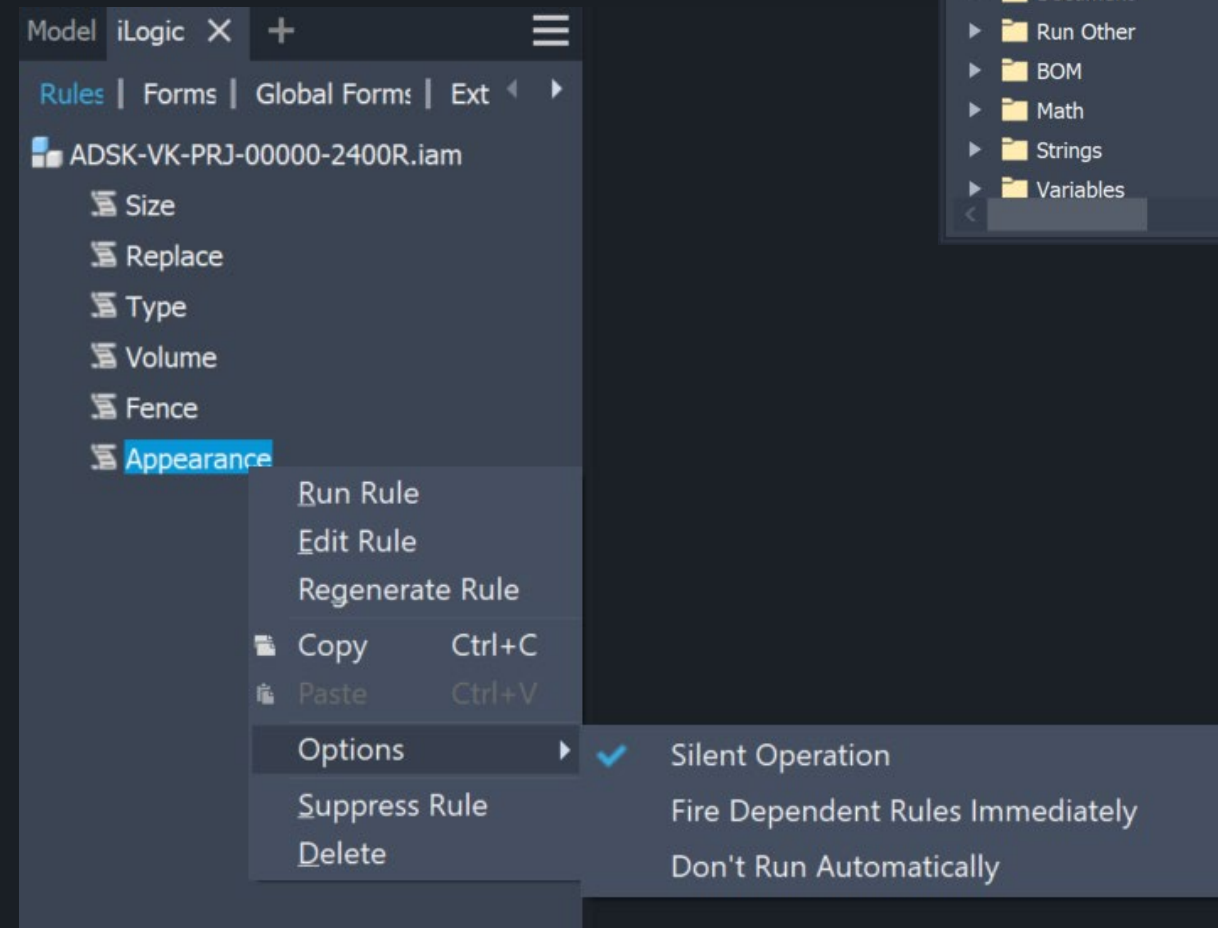 Model iLogic
Rules | Forms | Global Forms | Ext
ADSK-VK-PRJ-00000-2400R.iam
Size
Replace
Type
Volume
Fence
Appearance
Run Rule
Edit Rule
Regenerate Rule
Copy Ctrl+C
Paste Ctrl+V
Options
Suppress Rule
Delete
Silent Operation
Fire Dependent Rules Immediately
Don't Run Automatically
Run Other
BOM
Math
Strings
Variables